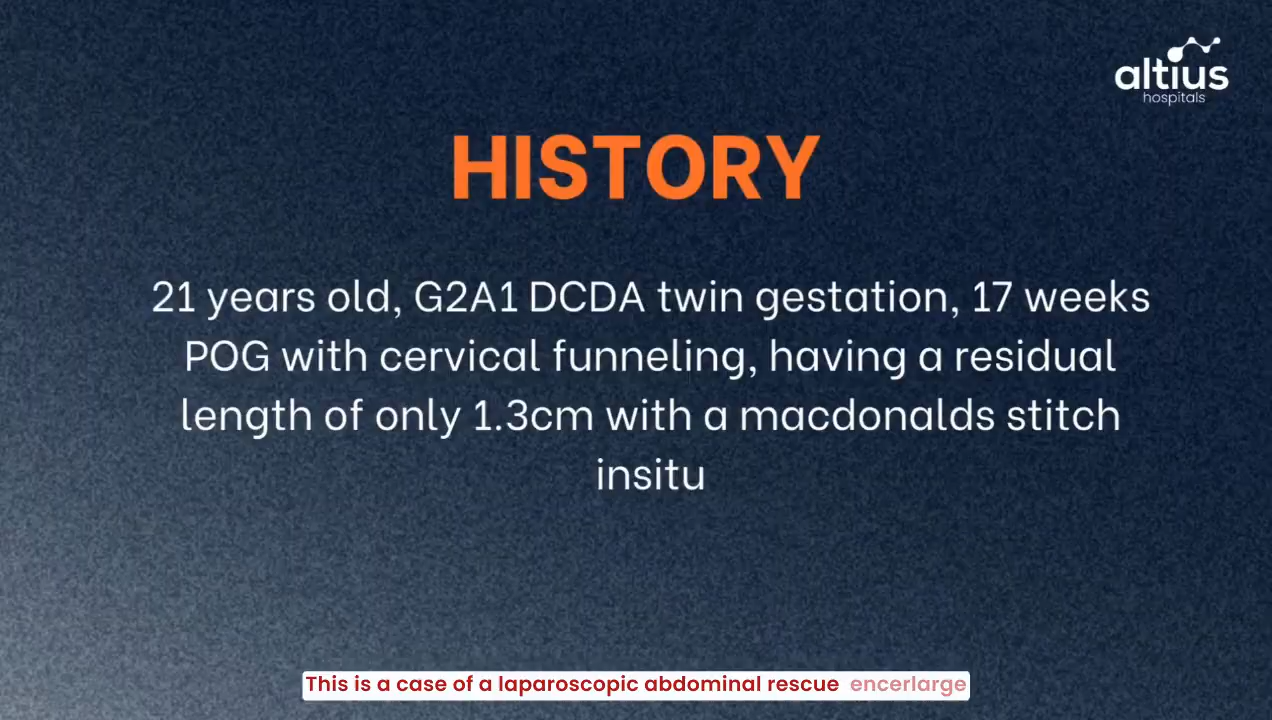 altius
hospitals
HISTORY
21 years old, G2A1 DCDA twin gestation, 17 weeks
POG with cervical funneling, having a residual
length of only 1.3cm with a macdonalds stitch
insitu
This is a case of a laparoscopic abdominal rescue encerlarge